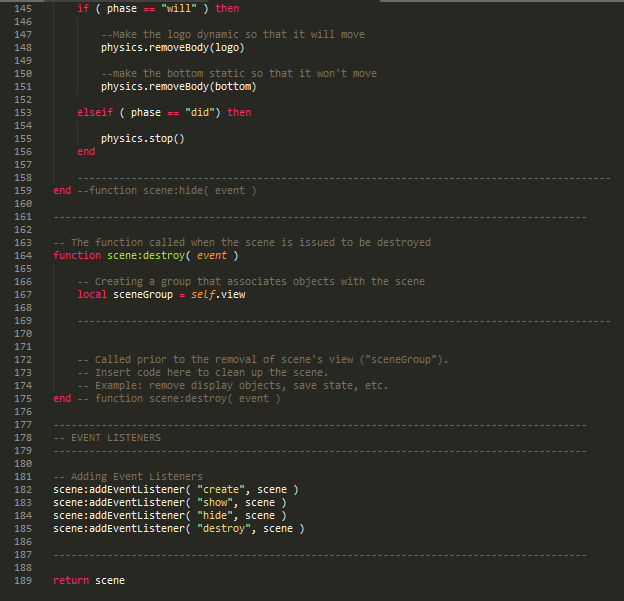 145 if ( phase == "will" ) then
146
147 --Make the logo dynamic so that it will move
148 physics.removeBody(logo)
149
150 --make the bottom static so that it won't move
151 physics.removeBody(bottom)
152
153 elseif ( phase == "did") then
154
155 physics.stop()
156 end
157
158 -----------------------------------------------------------------------------------------
159 end --function scene:hide( event )
160
161 -----------------------------------------------------------------------------------------
162
163 -- The function called when the scene is issued to be destroyed
164 function scene:destroy( event )
165
166 -- Creating a group that associates objects with the scene
167 local sceneGroup = self.view
168
169 -----------------------------------------------------------------------------------------
170
171
172 -- Called prior to the removal of scene's view ("sceneGroup").
173 -- Insert code here to clean up the scene.
174 -- Example: remove display objects, save state, etc.
175 end -- function scene:destroy( event )
176
177 -----------------------------------------------------------------------------------------
178 -- EVENT LISTENERS
179 -----------------------------------------------------------------------------------------
180
181 -- Adding Event Listeners
182 scene:addEventListener( "create", scene )
183 scene:addEventListener( "show", scene )
184 scene:addEventListener( "hide", scene )
185 scene:addEventListener( "destroy", scene )
186
187 -----------------------------------------------------------------------------------------
188
189 return scene